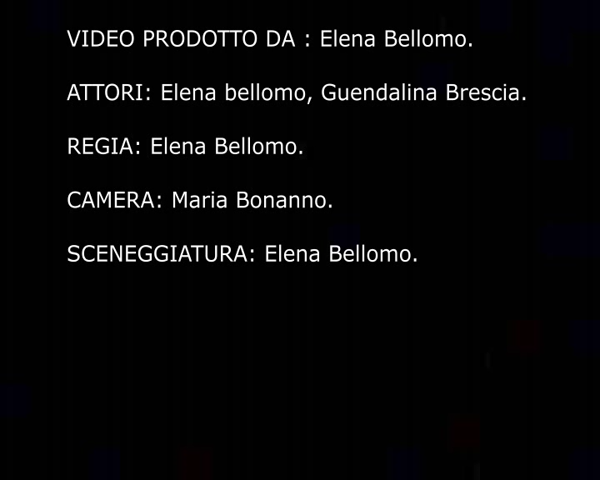 VIDEO PRODOTTO DA : Elena Bellomo.
ATTORI: Elena bellomo, Guendalina Brescia.
REGIA: Elena Bellomo.
CAMERA: Maria Bonanno.
SCENEGGIATURA: Elena Bellomo.